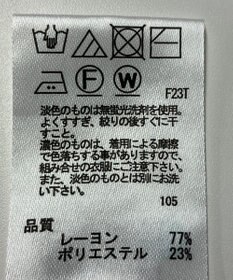 F
W
F23T
淡色のものは無蛍光洗剤を使用。
よくすすぎ、絞りの後すぐに干
すこと。
濃色のものは、着用による摩擦
で色落ちする事がありますので、
組み合せの衣服にご注意下さい。
また、淡色のものとは別にお洗
い下さい。
105
品質
レーヨン 77%
ポリエステル 23%